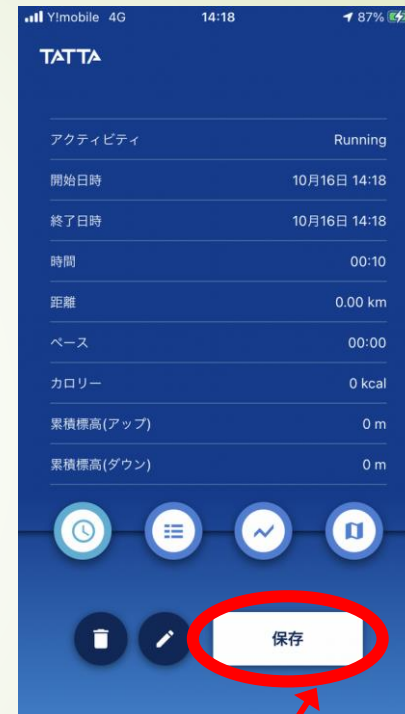 Y!mobile 4G 14:18 87%
TATTA
アクティビティ Running
開始日時 10月16日 14:18
終了日時 10月16日 14:18
時間 00:10
距離 0.00 km
ペース 00:00
カロリー 0 kcal
累積標高(アップ) 0 m
累積標高(ダウン) 0 m
保存